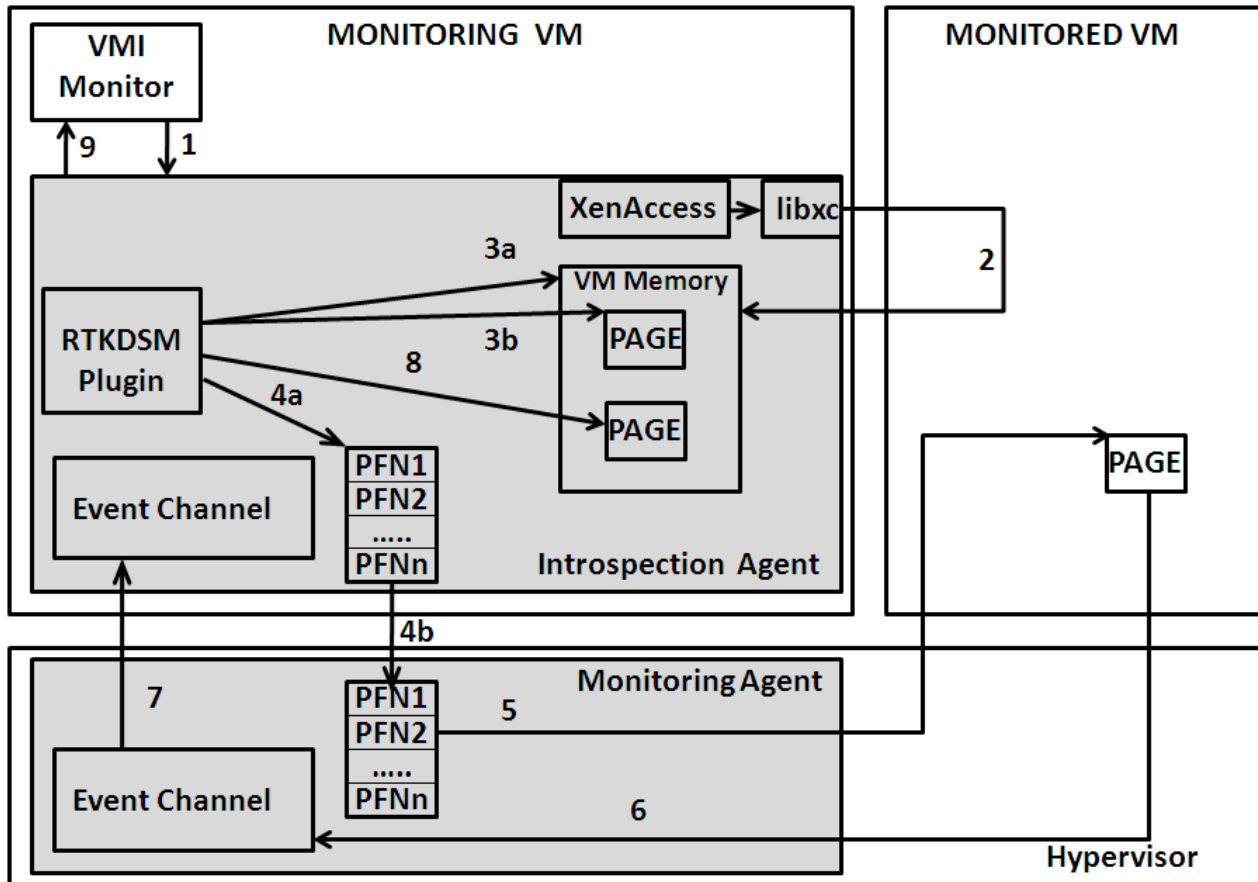 MONITORING VM
MONITORED VM
VMI
Monitor
9
1
XenAccess
libxc
2
3a
VM Memory
RTKDSM
Plugin
3b
PAGE
8
4a
PAGE
PAGE
Event Channel
PFN1
PFN2
.....
PFNn
Introspection Agent
4b
Monitoring Agent
7
PFN1
PFN2
.....
PFNn
5
Event Channel
6
Hypervisor